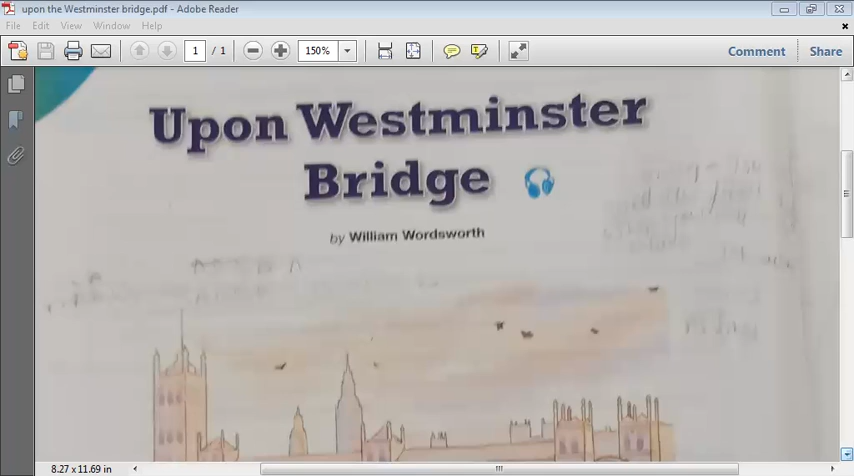 upon the Westminster bridge.pdf - Adobe Reader
File Edit View Window Help
1 / 1 150% Comment Share
Upon Westminster
Bridge
by William Wordsworth
8.27 x 11.69 in